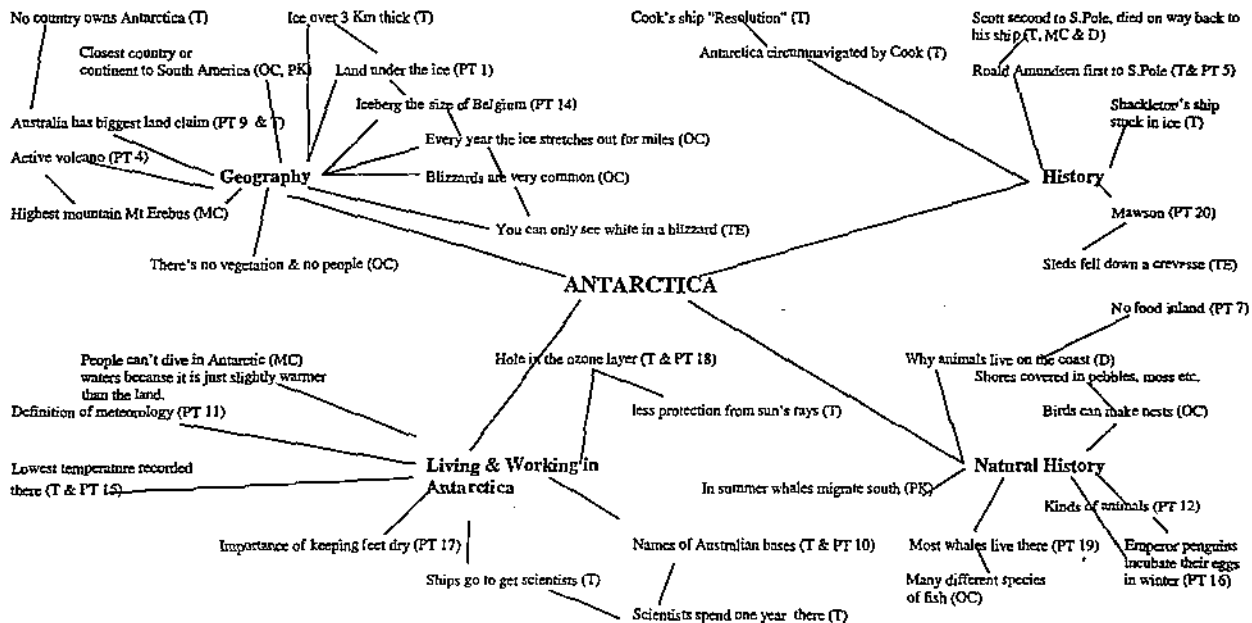 No country owns Antarctica (T)
Ice over 3 Km thick (T)
Closest country or
continent to South America (OC, PK)
Land under the ice (PT 1)
Iceberg the size of Belgium (PT 14)
Australia has biggest land claim (PT 9 & T)
Every year the ice stretches out for miles (OC)
Active volcano (PT 4)
Geography
Blizzards are very common (OC)
Highest mountain Mt Erebus (MC)
You can only see white in a blizzard (TE)
There's no vegetation & no people (OC)
Cook's ship "Resolution" (T)
Antarctica circumnavigated by Cook (T)
Scott second to S.Pole, died on way back to
his ship (T, MC & D)
Roald Amundsen first to S.Pole (T& PT 5)
Shackleton's ship
stuck in ice (T)
History
Mawson (PT 20)
Sleds fell down a crevesse (TE)
ANTARCTICA
People can't dive in Antarctic (MC)
waters because it is just slightly warmer
than the land.
Definition of meteorology (PT 11)
Hole in the ozone layer (T & PT 18)
less protection from sun's rays (T)
Lowest temperature recorded
there (T & PT 15)
Living & Working in
Antarctica
Importance of keeping feet dry (PT 17)
Names of Australian bases (T & PT 10)
Ships go to get scientists (T)
Scientists spend one year there (T)
No food inland (PT 7)
Why animals live on the coast (D)
Shores covered in pebbles, moss etc.
Birds can make nests (OC)
Natural History
In summer whales migrate south (PK)
Kinds of animals (PT 12)
Most whales live there (PT 19)
Emperor penguins
incubate their eggs
in winter (PT 16)
Many different species
of fish (OC)